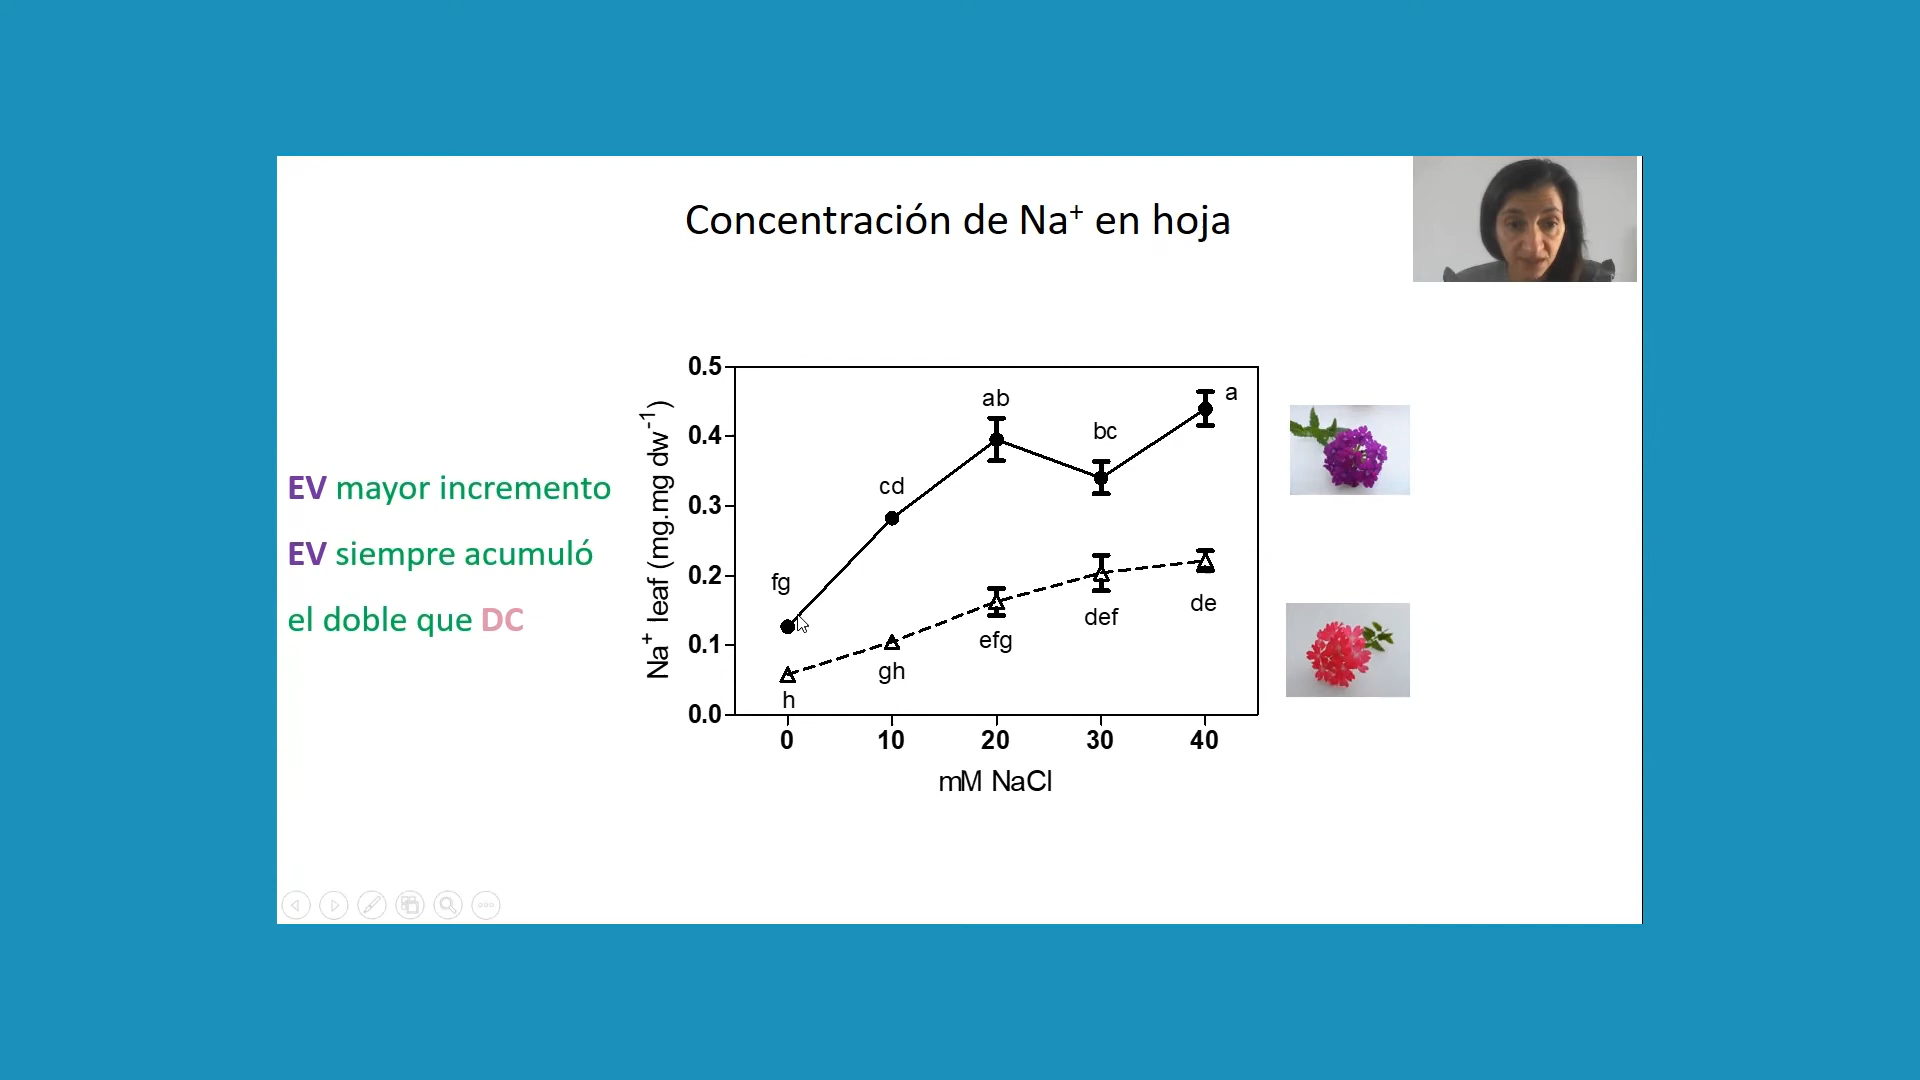 Concentración de Na⁺ en hoja
EV mayor incremento
EV siempre acumuló
el doble que DC
Na⁺ leaf (mg.mg dw⁻¹)
0.5
0.4
0.3
0.2
0.1
0.0
fg
cd
ab
bc
a
h
gh
efg
def
de
0 10 20 30 40
mM NaCl